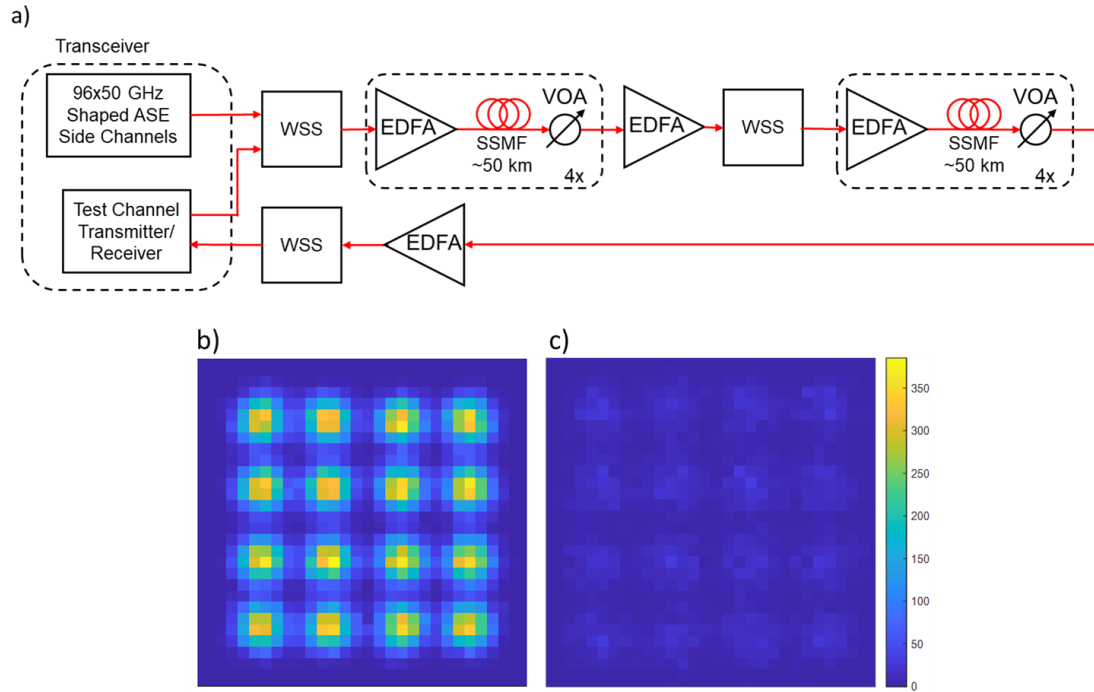 a)
Transceiver
96x50 GHz
Shaped ASE
Side Channels
WSS
EDFA
SSMF
~50 km
VOA
4x
EDFA
WSS
EDFA
SSMF
~50 km
VOA
4x
Test Channel
Transmitter/
Receiver
WSS
EDFA
b)
c)
350
300
250
200
150
100
50
0